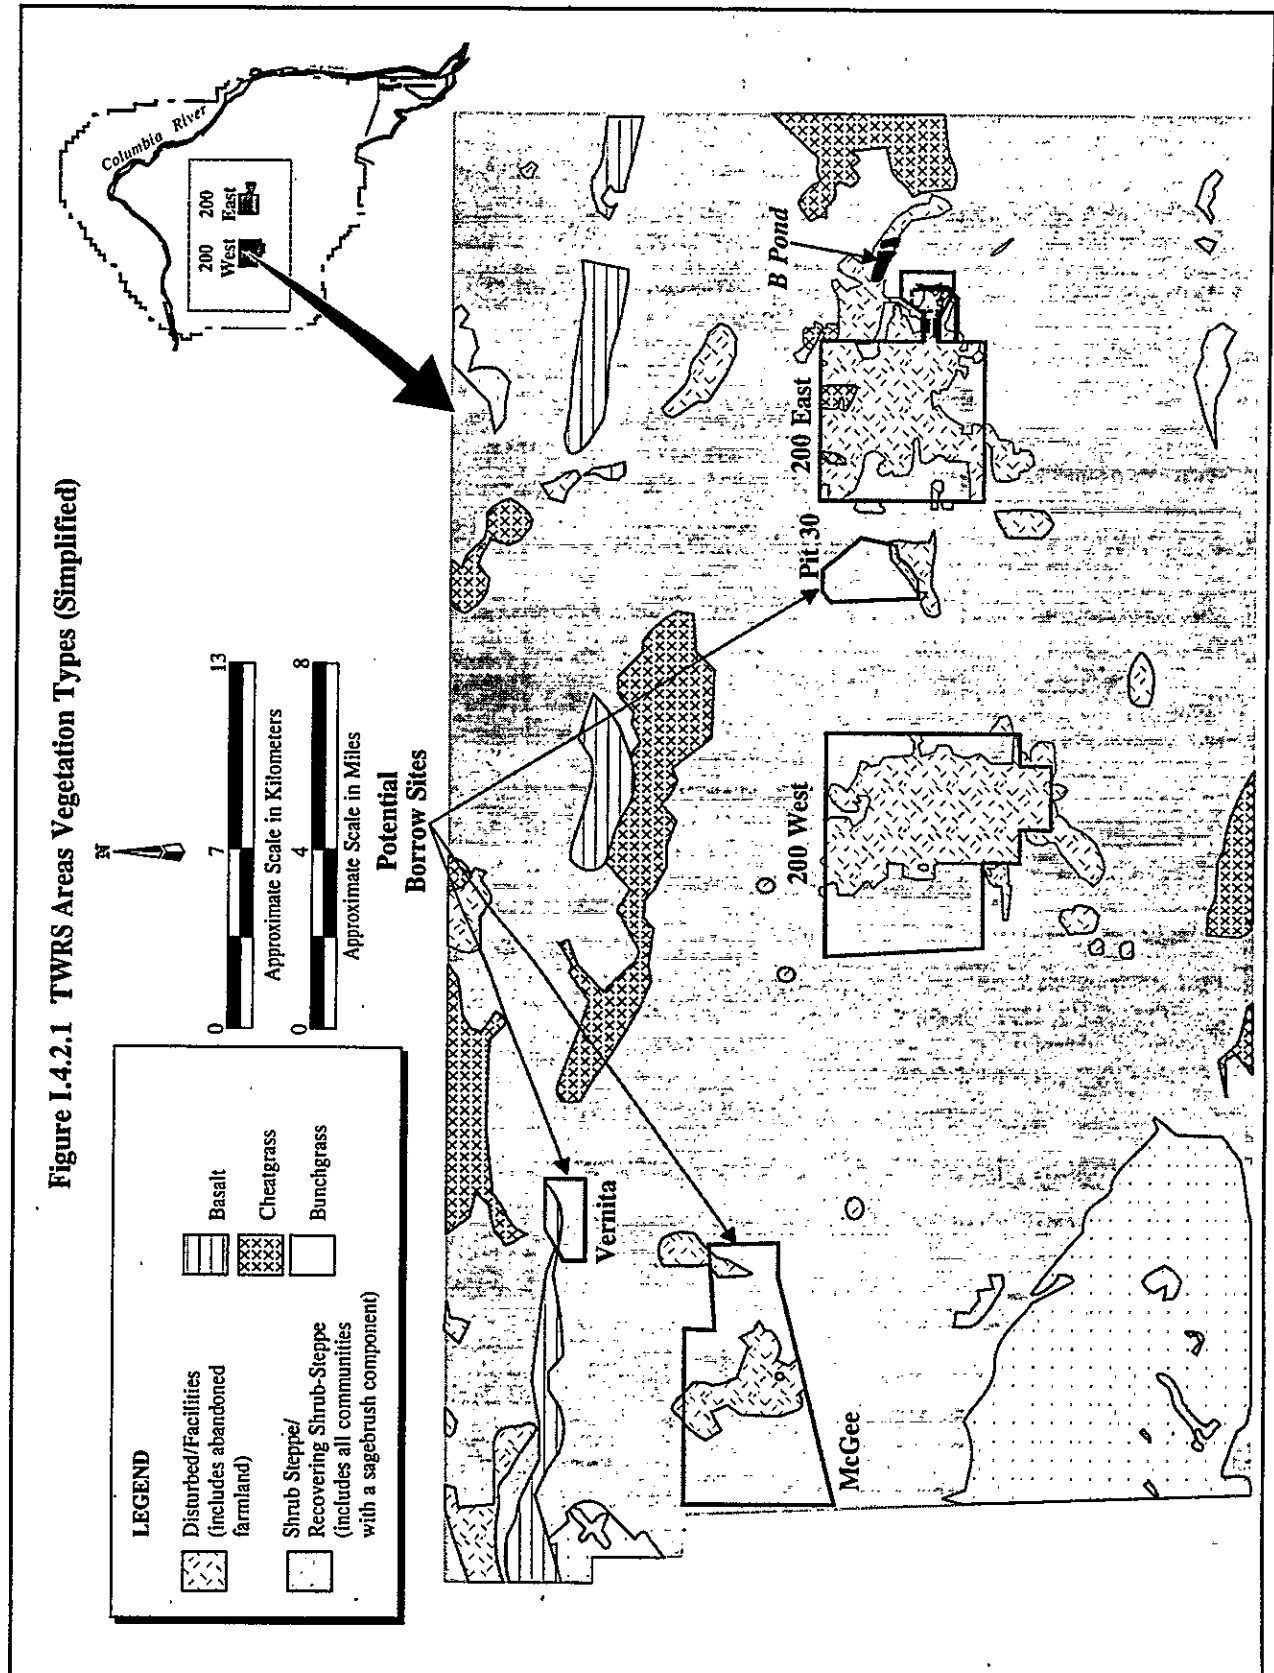 Figure I.4.2.1 TWRS Areas Vegetation Types (Simplified)
LEGEND
Disturbed/Facilities
(includes abandoned
farmland)
Shrub Steppe/
Recovering Shrub-Steppe
(includes all communities
with a sagebrush component)
Basalt
Cheatgrass
Bunchgrass
N
0 7 13
Approximate Scale in Kilometers
0 4 8
Approximate Scale in Miles
Columbia River
200
West
200
East
Potential
Borrow Sites
Vernita
McGee
Pit 30
200 West
200 East
B Pond